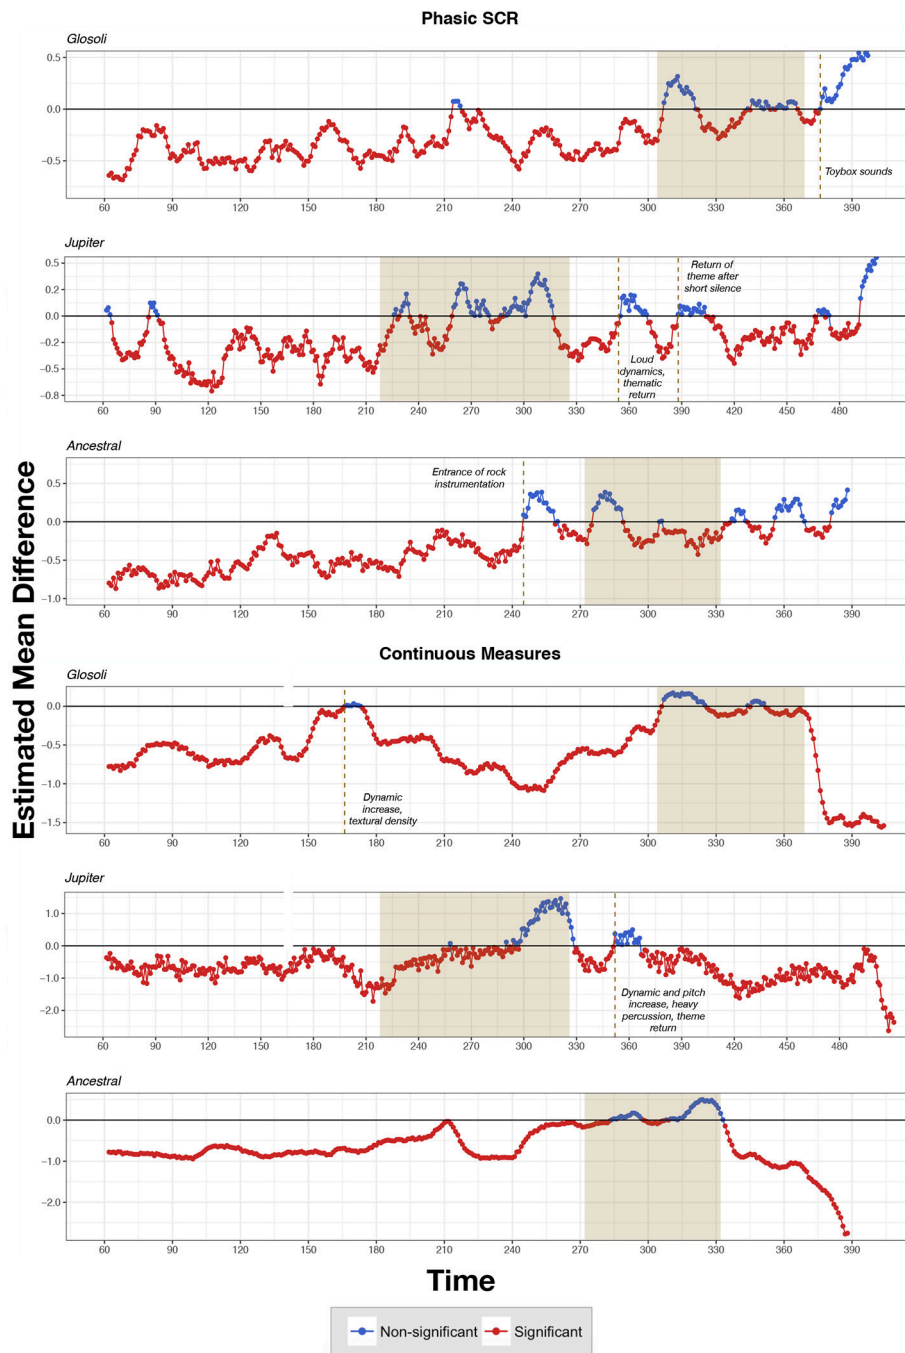 Phasic SCR
Glosoli
0.5
0.0
−0.5
Toybox sounds
60 90 120 150 180 210 240 270 300 330 360 390
Jupiter
0.5
0.2
0.0
−0.2
−0.5
−0.8
Return of
theme after
short silence
Loud
dynamics,
thematic
return
60 90 120 150 180 210 240 270 300 330 360 390 420 450 480
Ancestral
0.5
0.0
−0.5
−1.0
Entrance of rock
instrumentation
60 90 120 150 180 210 240 270 300 330 360 390
Estimated Mean Difference
Continuous Measures
Glosoli
0.0
−0.5
−1.0
−1.5
Dynamic
increase,
textural density
60 90 120 150 180 210 240 270 300 330 360 390
Jupiter
1.0
0.0
−1.0
−2.0
Dynamic and pitch
increase, heavy
percussion, theme
return
60 90 120 150 180 210 240 270 300 330 360 390 420 450 480
Ancestral
0.0
−1.0
−2.0
60 90 120 150 180 210 240 270 300 330 360 390
Time
Non-significant Significant